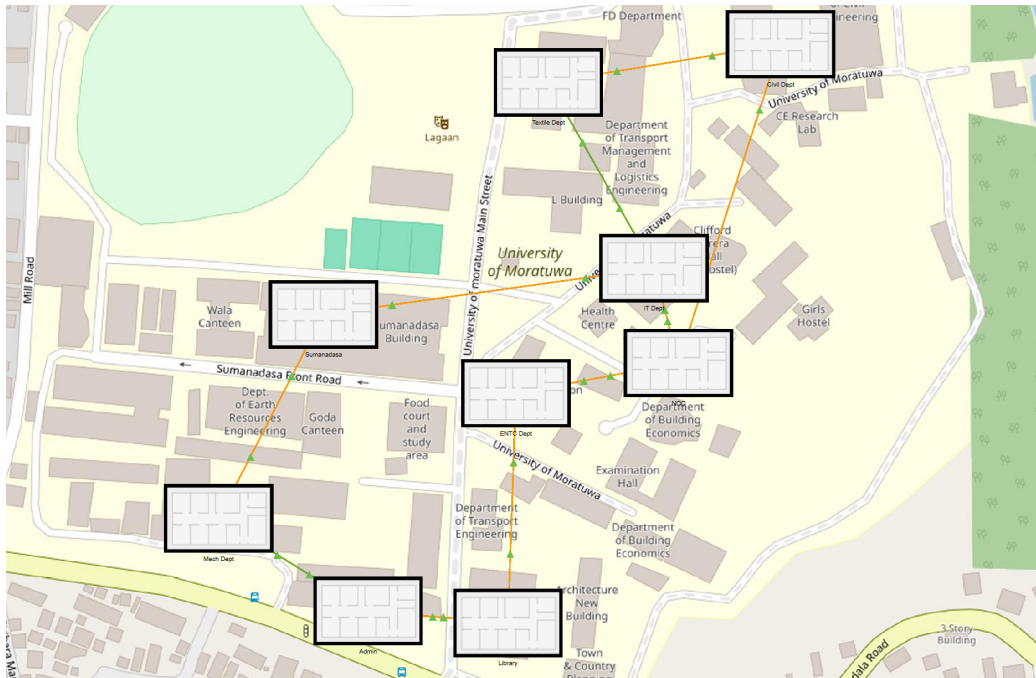 FD Department
of Civil
Engineering
Civil Dept
University of Moratuwa
CE Research
Lab
Textile Dept
Lagaan
Department
of Transport
Management
and
Logistics
Engineering
L Building
University of moratuwa Main Street
University
of Moratuwa
Clifford
Hostel)
IT Dept
Health
Centre
Girls
Hostel
Mill Road
Wala
Canteen
Sumanadasa
Building
Sumanadasa
Sumanadasa Front Road
Dept.
of Earth
Resources
Engineering
Goda
Canteen
Food
court
and
study
area
ENTC Dept
NOC
Department
of Building
Economics
University of Moratuwa
Examination
Hall
Department
of Transport
Engineering
Department
of Building
Economics
Mech Dept
Admin
Library
Architecture
New
Building
Town
& Country
3 Story
Building